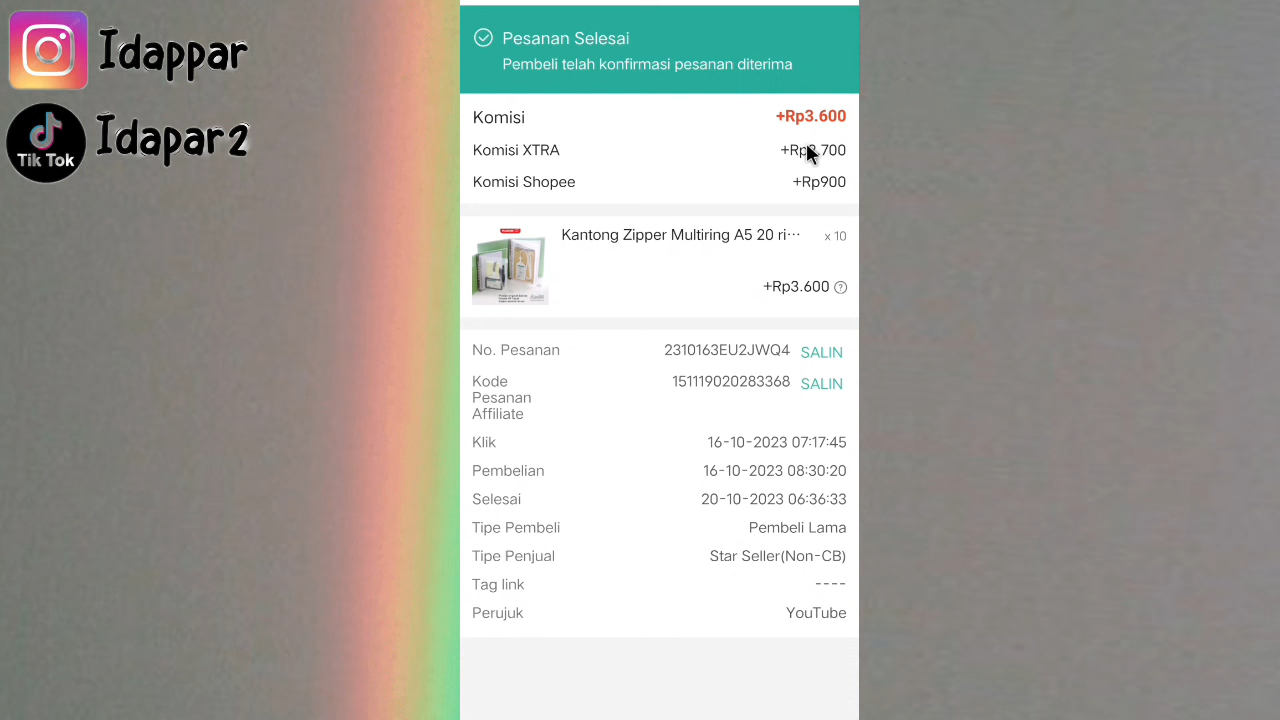 Idappar
Tik Tok
Idapar2
Pesanan Selesai
Pembeli telah konfirmasi pesanan diterima
Komisi +Rp3.600
Komisi XTRA
Komisi Shopee +Rp900
Kantong Zipper Multiring A5 20 ri… x 10
+Rp3.600 ?
No. Pesanan 2310163EU2JWQ4 SALIN
Kode Pesanan Affiliate 151119020283368 SALIN
Klik 16-10-2023 07:17:45
Pembelian 16-10-2023 08:30:20
Selesai 20-10-2023 06:36:33
Tipe Pembeli Pembeli Lama
Tipe Penjual Star Seller(Non-CB)
Tag link ----
Perujuk YouTube